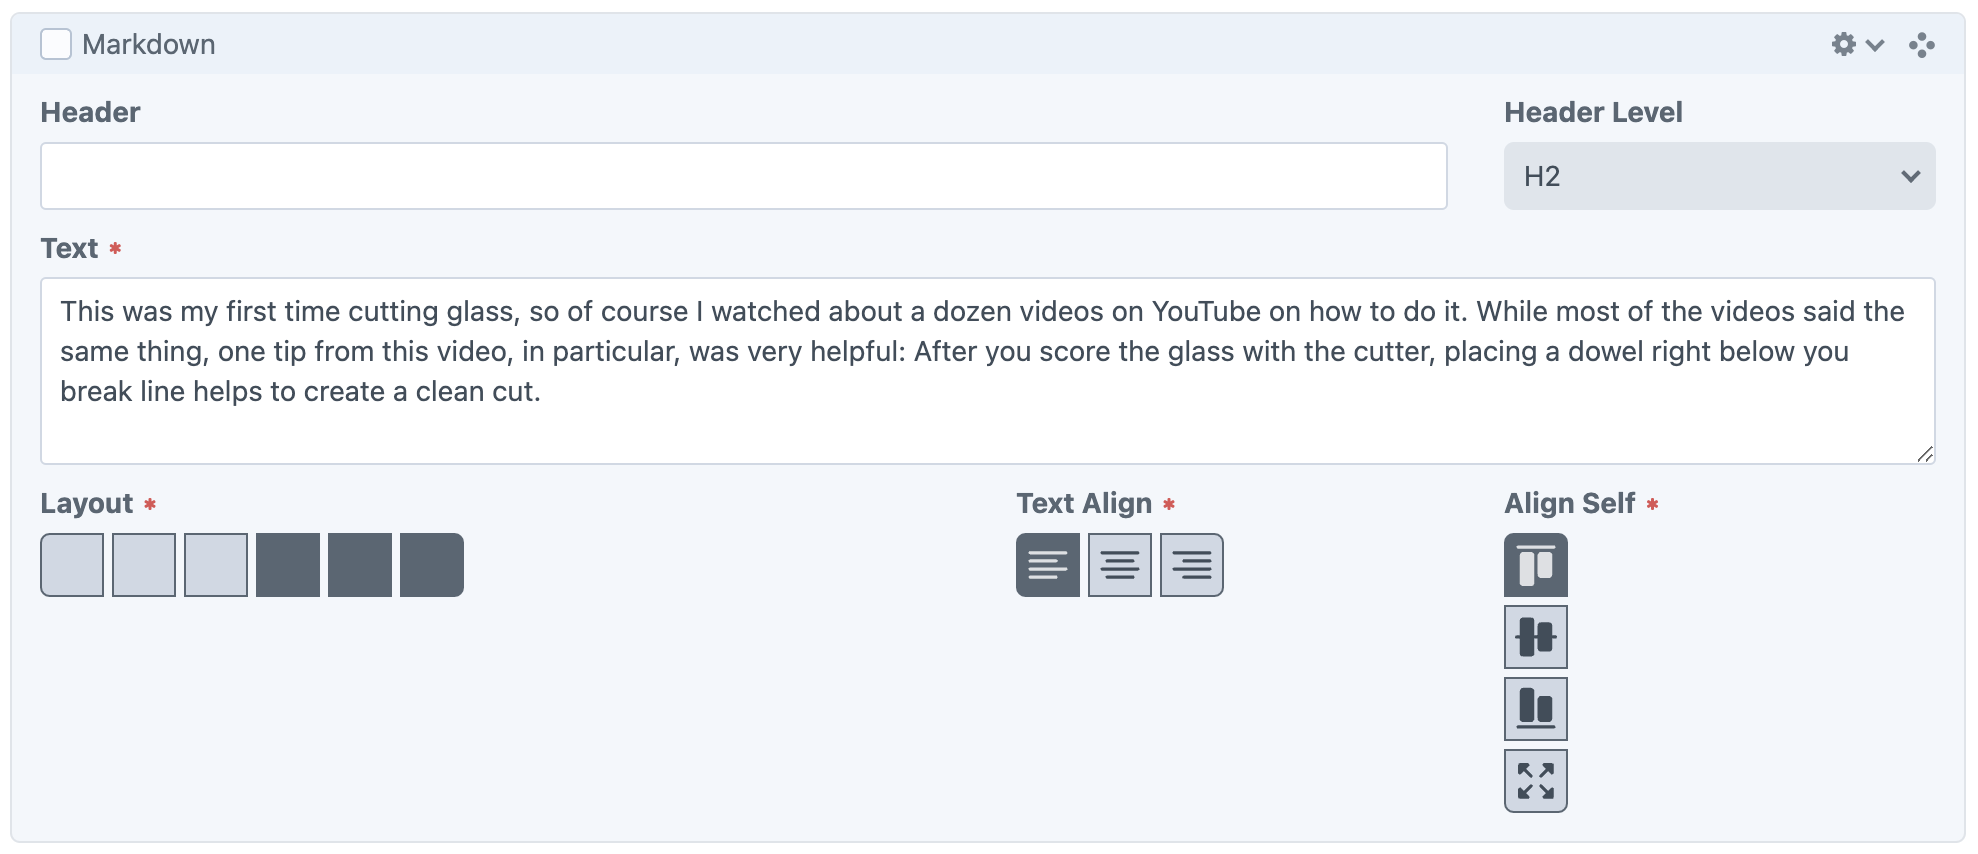 Markdown
Header
Header Level
H2
Text *
This was my first time cutting glass, so of course I watched about a dozen videos on YouTube on how to do it. While most of the videos said the
same thing, one tip from this video, in particular, was very helpful: After you score the glass with the cutter, placing a dowel right below you
break line helps to create a clean cut.
Layout *
Text Align *
Align Self *